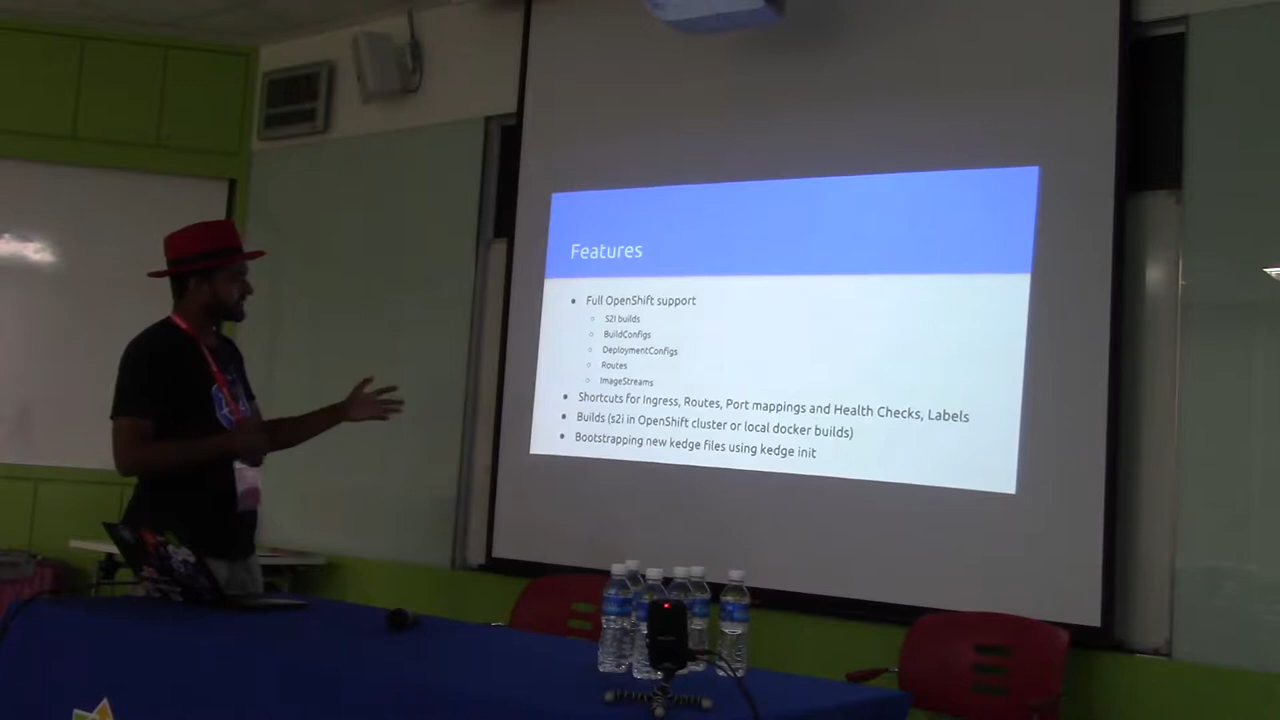 Features
Full OpenShift support
S2I builds
BuildConfigs
DeploymentConfigs
Routes
ImageStreams
Shortcuts for Ingress, Routes, Port mappings and Health Checks, Labels
Builds (s2i in OpenShift cluster or local docker builds)
Bootstrapping new kedge files using kedge init